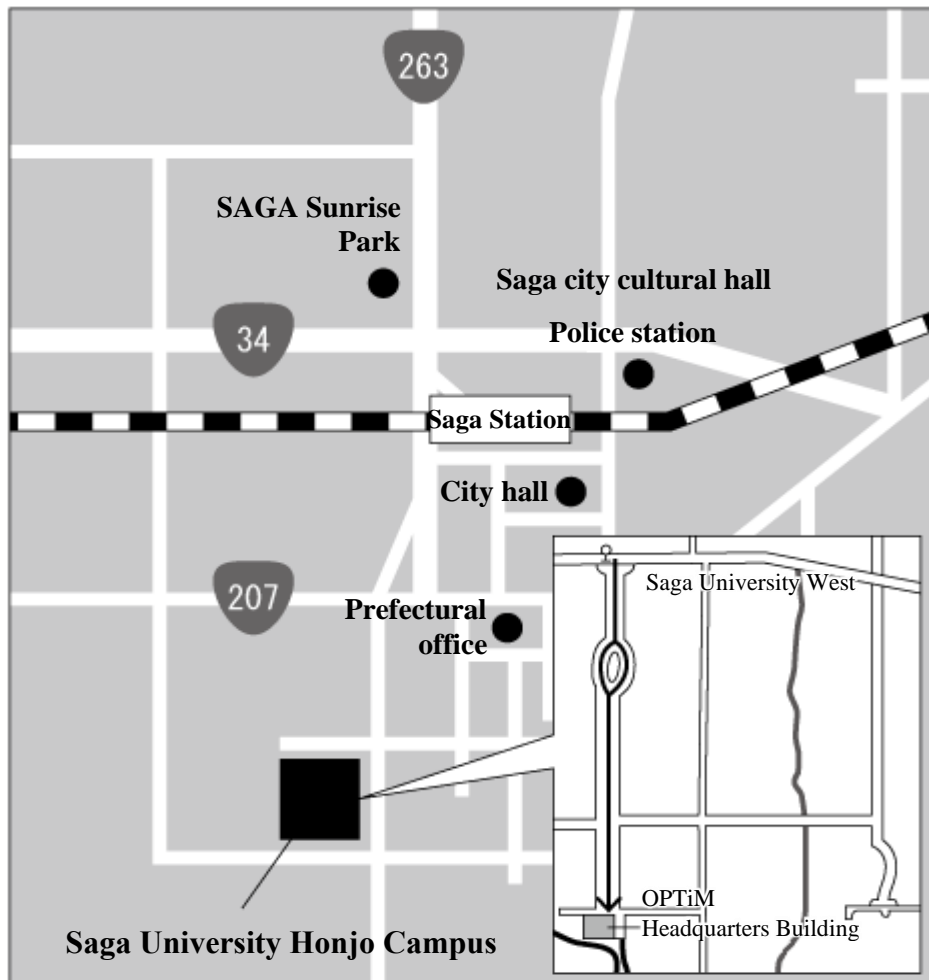 263
SAGA Sunrise
Park
Saga city cultural hall
34
Police station
Saga Station
City hall
Saga University West
207
Prefectural
office
OPTiM
Headquarters Building
Saga University Honjo Campus